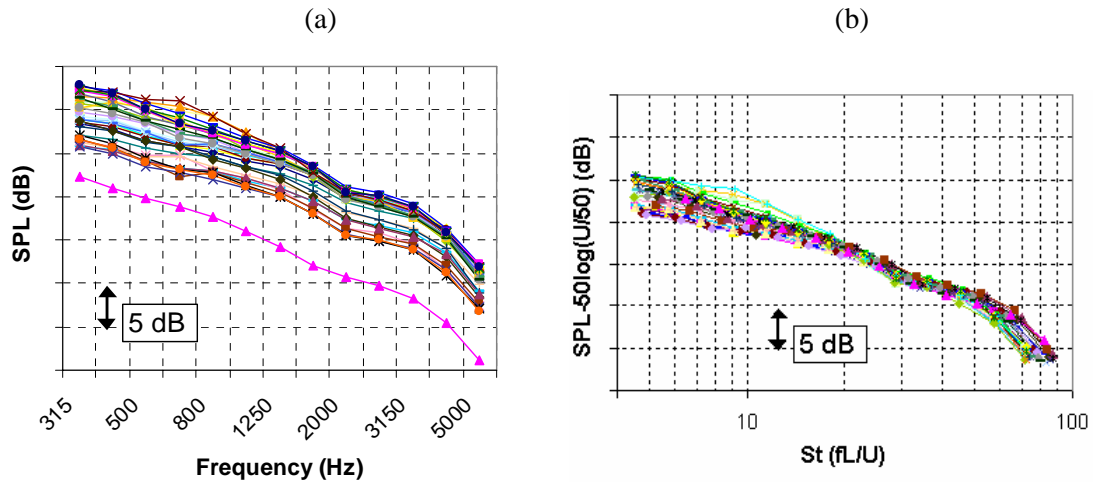 (a)
(b)
SPL (dB)
5 dB
315 500 800 1250 2000 3150 5000
Frequency (Hz)
SPL-50log(U/50) (dB)
5 dB
10 100
St (fL/U)